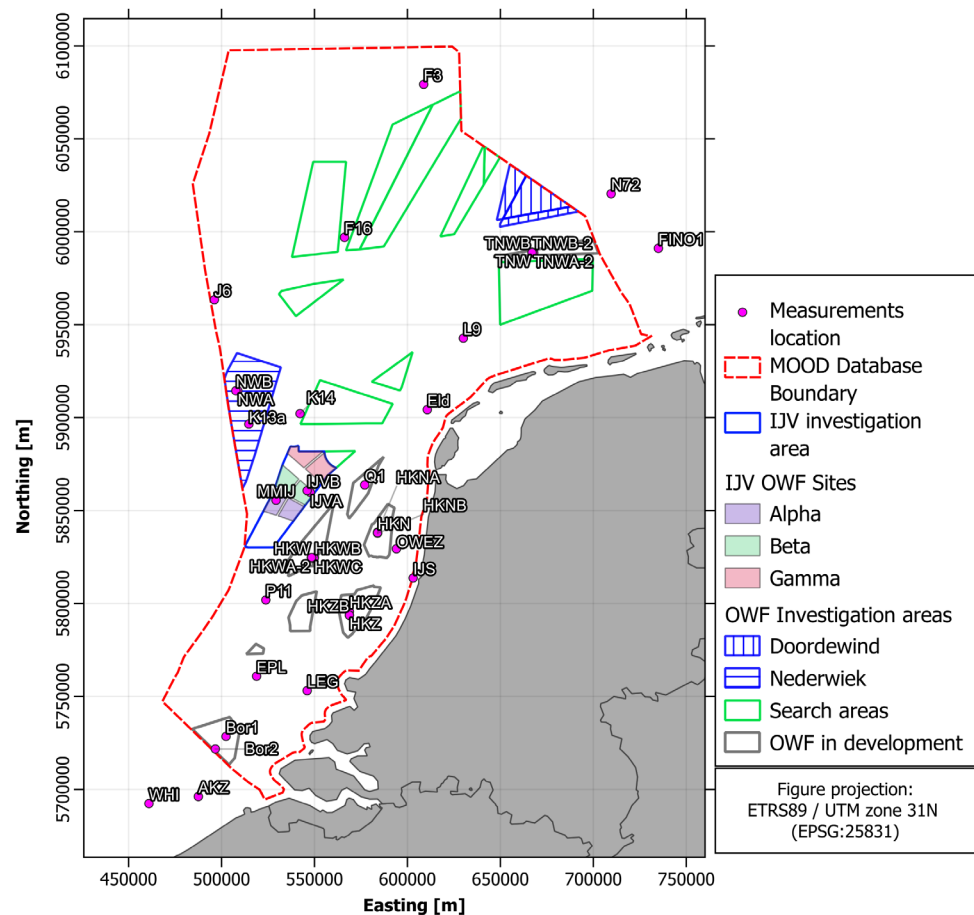 6100000
6050000
6000000
5950000
5900000
5850000
5800000
5750000
5700000
Northing [m]
F3
N72
F16
FINO1
TNWB TNWB-2
TNW TNWA-2
J6
L9
NWB
NWA
K14
Eld
K13a
Q1
HKNA
IJVB
MMIJ
IJVA
HKNB
HKN
OWEZ
HKW HKWB
HKWA-2 HKWC
IJS
P11
HKZB HKZA
HKZ
EPL
LEG
Bor1
Bor2
AKZ
WHI
450000 500000 550000 600000 650000 700000 750000
Easting [m]
Measurements
location
MOOD Database
Boundary
IJV investigation
area
IJV OWF Sites
Alpha
Beta
Gamma
OWF Investigation areas
Doordewind
Nederwiek
Search areas
OWF in development
Figure projection:
ETRS89 / UTM zone 31N
(EPSG:25831)